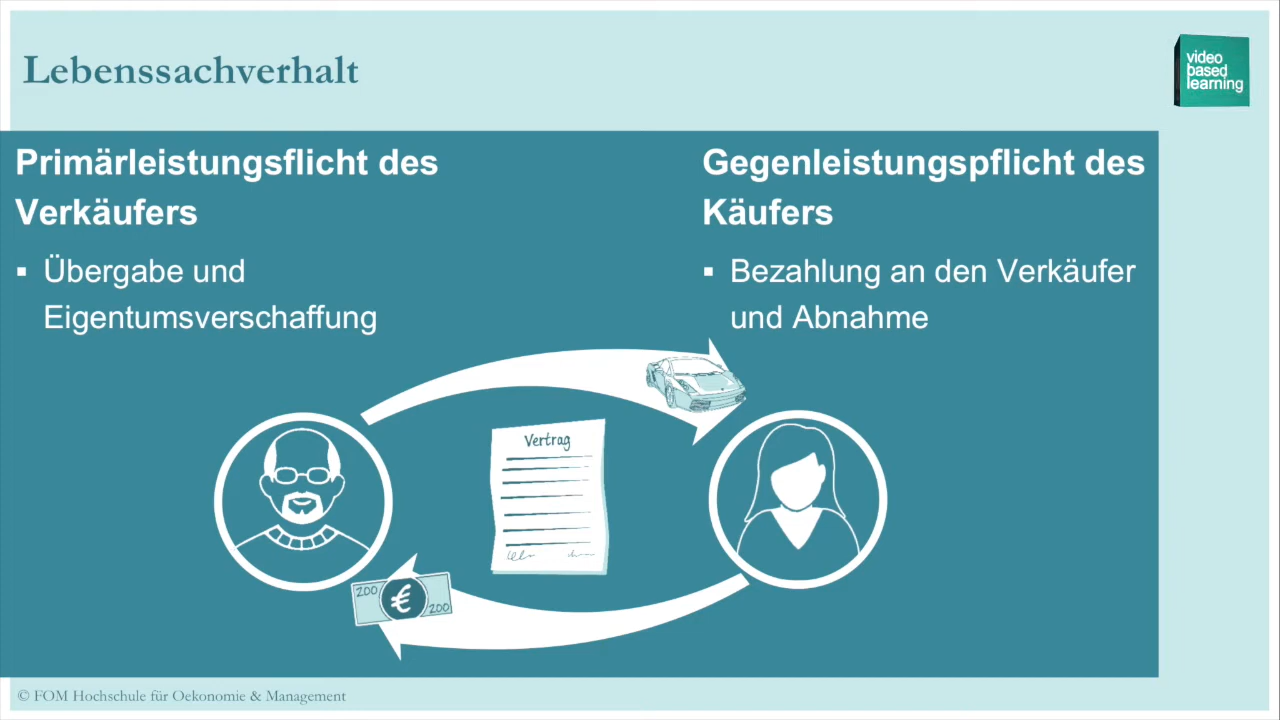 Lebenssachverhalt
video
based
learning
Primärleistungsflicht des
Verkäufers
▪ Übergabe und
Eigentumsverschaffung
Gegenleistungspflicht des
Käufers
▪ Bezahlung an den Verkäufer
und Abnahme
Vertrag
200
€
200
© FOM Hochschule für Oekonomie & Management